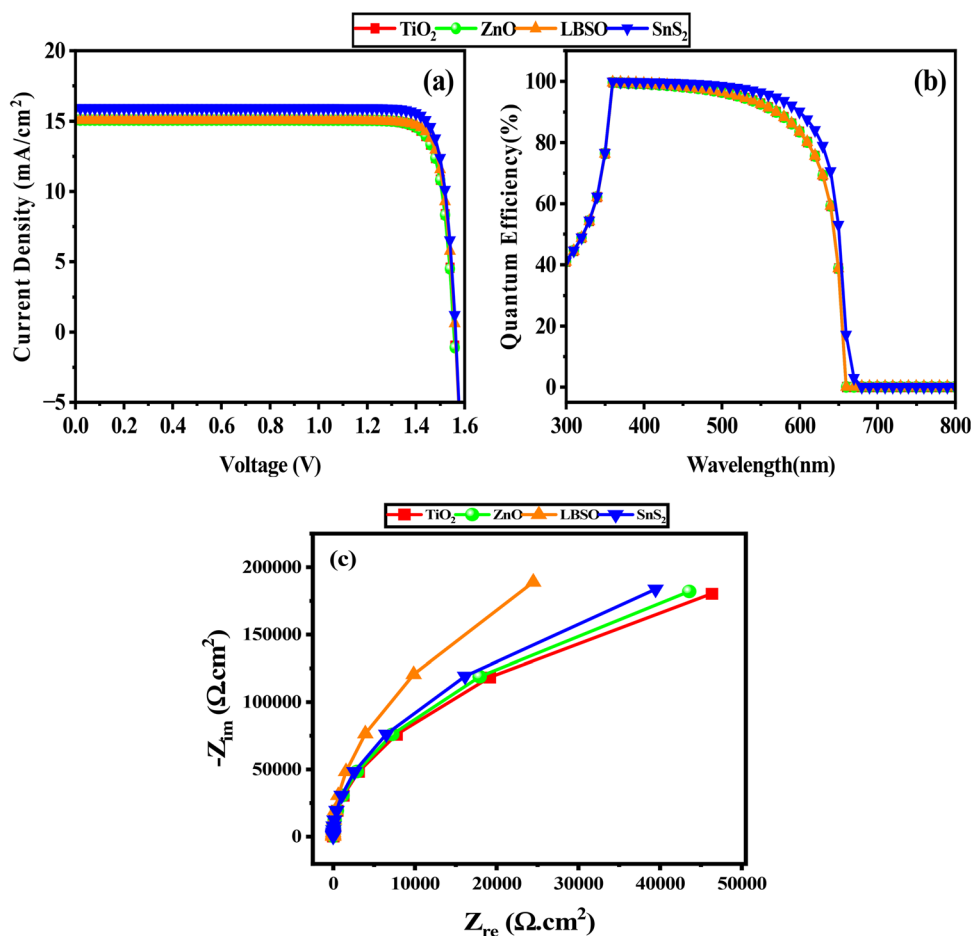 TiO₂ ZnO LBSO SnS₂
(a)
20
15
10
5
0
−5
Current Density (mA/cm²)
0.0 0.2 0.4 0.6 0.8 1.0 1.2 1.4 1.6
Voltage (V)
(b)
100
80
60
40
20
0
Quantum Efficiency(%)
300 400 500 600 700 800
Wavelength(nm)
TiO₂ ZnO LBSO SnS₂
(c)
200000
150000
100000
50000
0
-Zim (Ω.cm²)
0 10000 20000 30000 40000 50000
Zre (Ω.cm²)